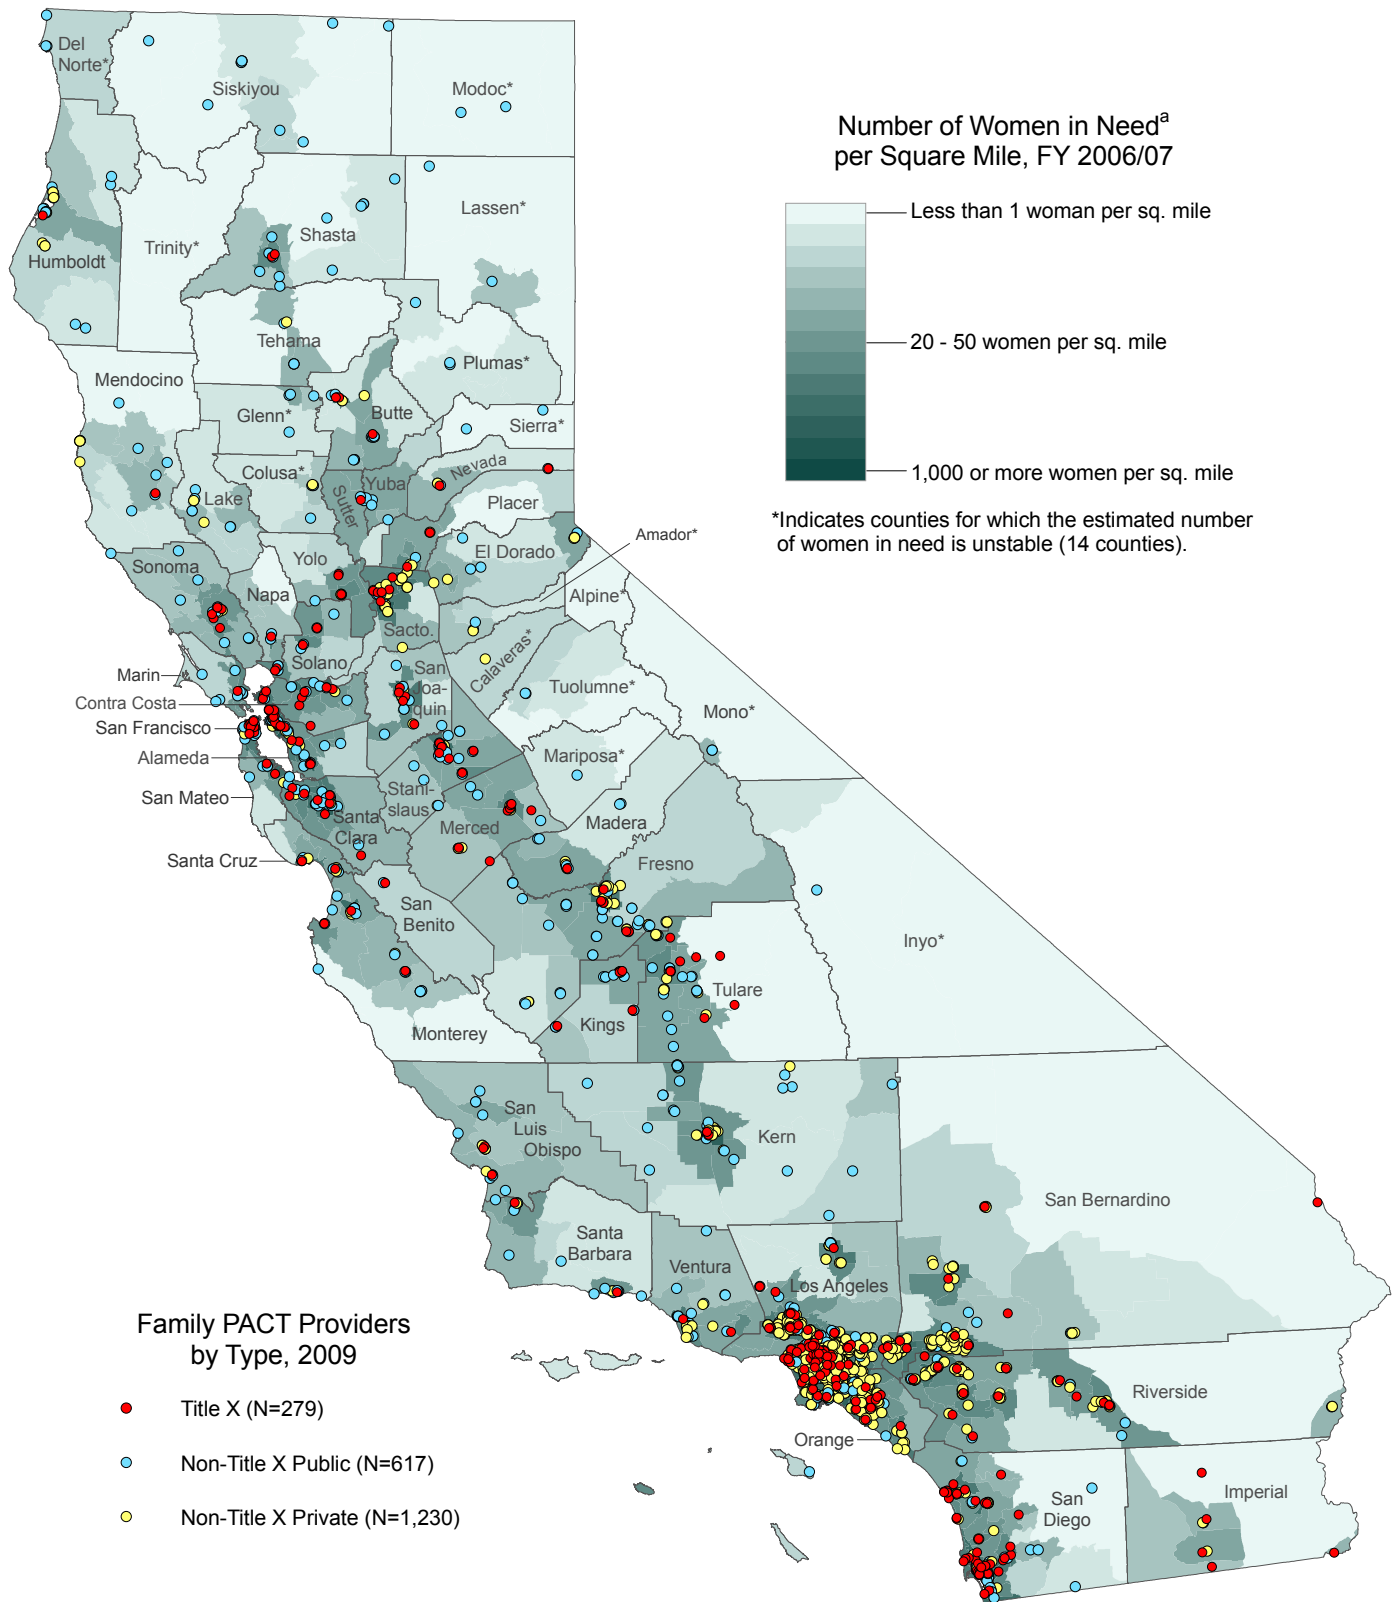 Del
Norte*
Siskiyou
Modoc*
Number of Women in Needᵃ
per Square Mile, FY 2006/07
Less than 1 woman per sq. mile
20 - 50 women per sq. mile
1,000 or more women per sq. mile
*Indicates counties for which the estimated number
of women in need is unstable (14 counties).
Humboldt
Trinity*
Shasta
Lassen*
Tehama
Plumas*
Mendocino
Glenn*
Butte
Sierra*
Colusa*
Lake
Sutter
Yuba
Nevada
Placer
Amador*
El Dorado
Sonoma
Napa
Yolo
Alpine*
Sacto.
Solano
Calaveras*
Marin
Contra Costa
San Francisco
Alameda
San Mateo
Santa Cruz
San
Joa-
quin
Tuolumne*
Mono*
Mariposa*
Stani-
slaus
Santa
Clara
Merced
Madera
Fresno
San
Benito
Inyo*
Tulare
Monterey
Kings
San
Luis
Obispo
Kern
San Bernardino
Santa
Barbara
Ventura
Los Angeles
Riverside
Orange
San
Diego
Imperial
Family PACT Providers
by Type, 2009
Title X (N=279)
Non-Title X Public (N=617)
Non-Title X Private (N=1,230)